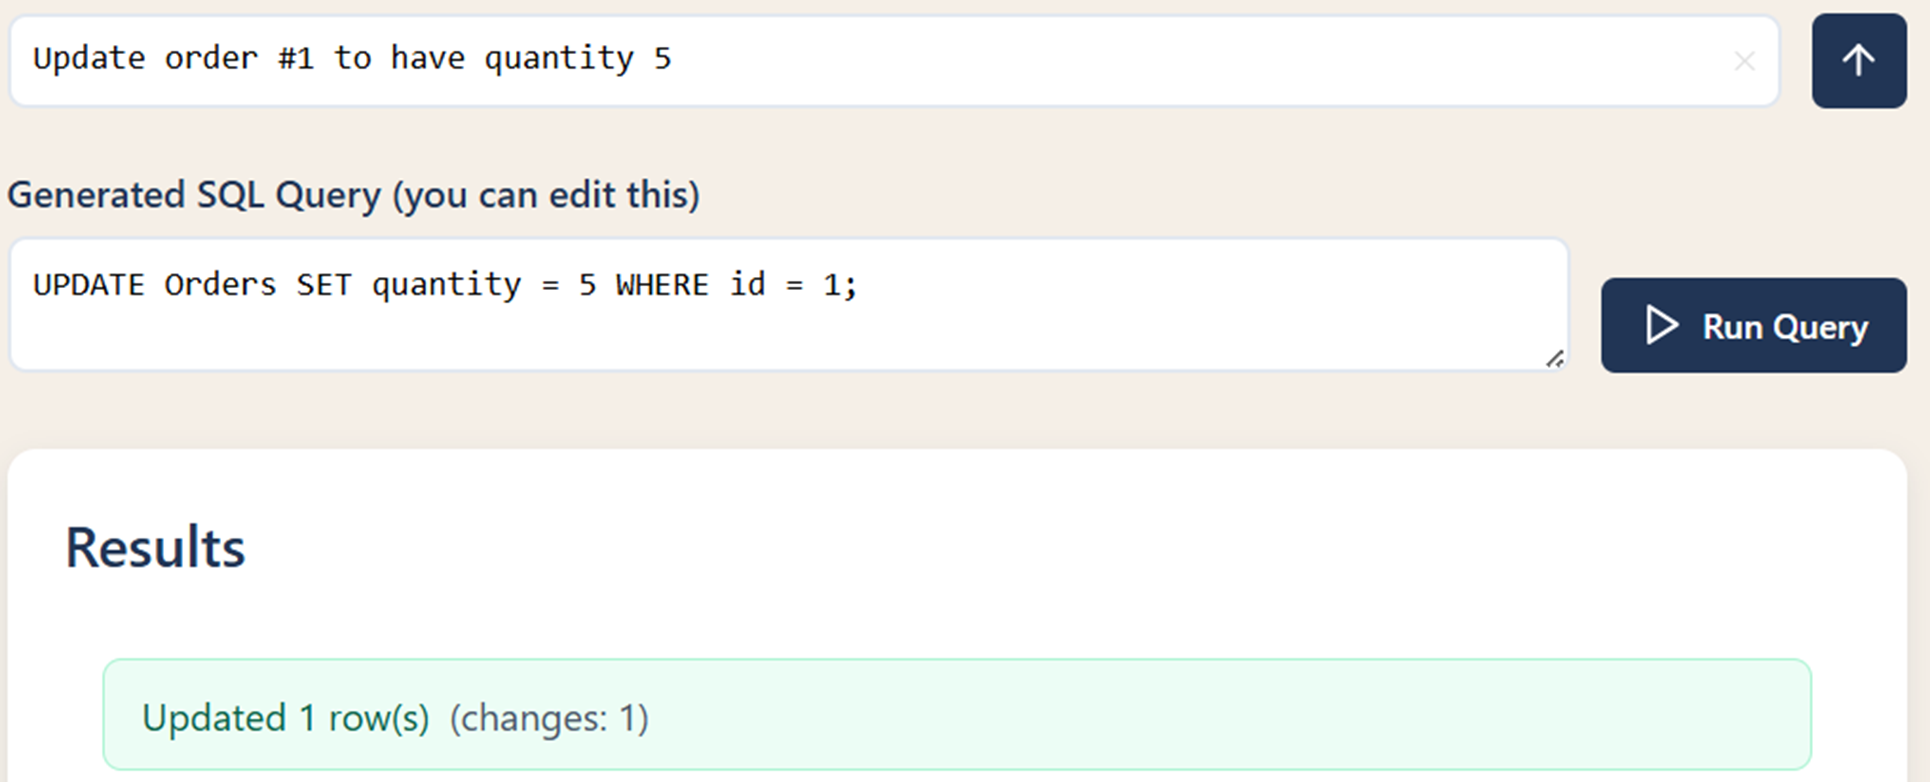 Update order #1 to have quantity 5
Generated SQL Query (you can edit this)
UPDATE Orders SET quantity = 5 WHERE id = 1;
Run Query
Results
Updated 1 row(s) (changes: 1)